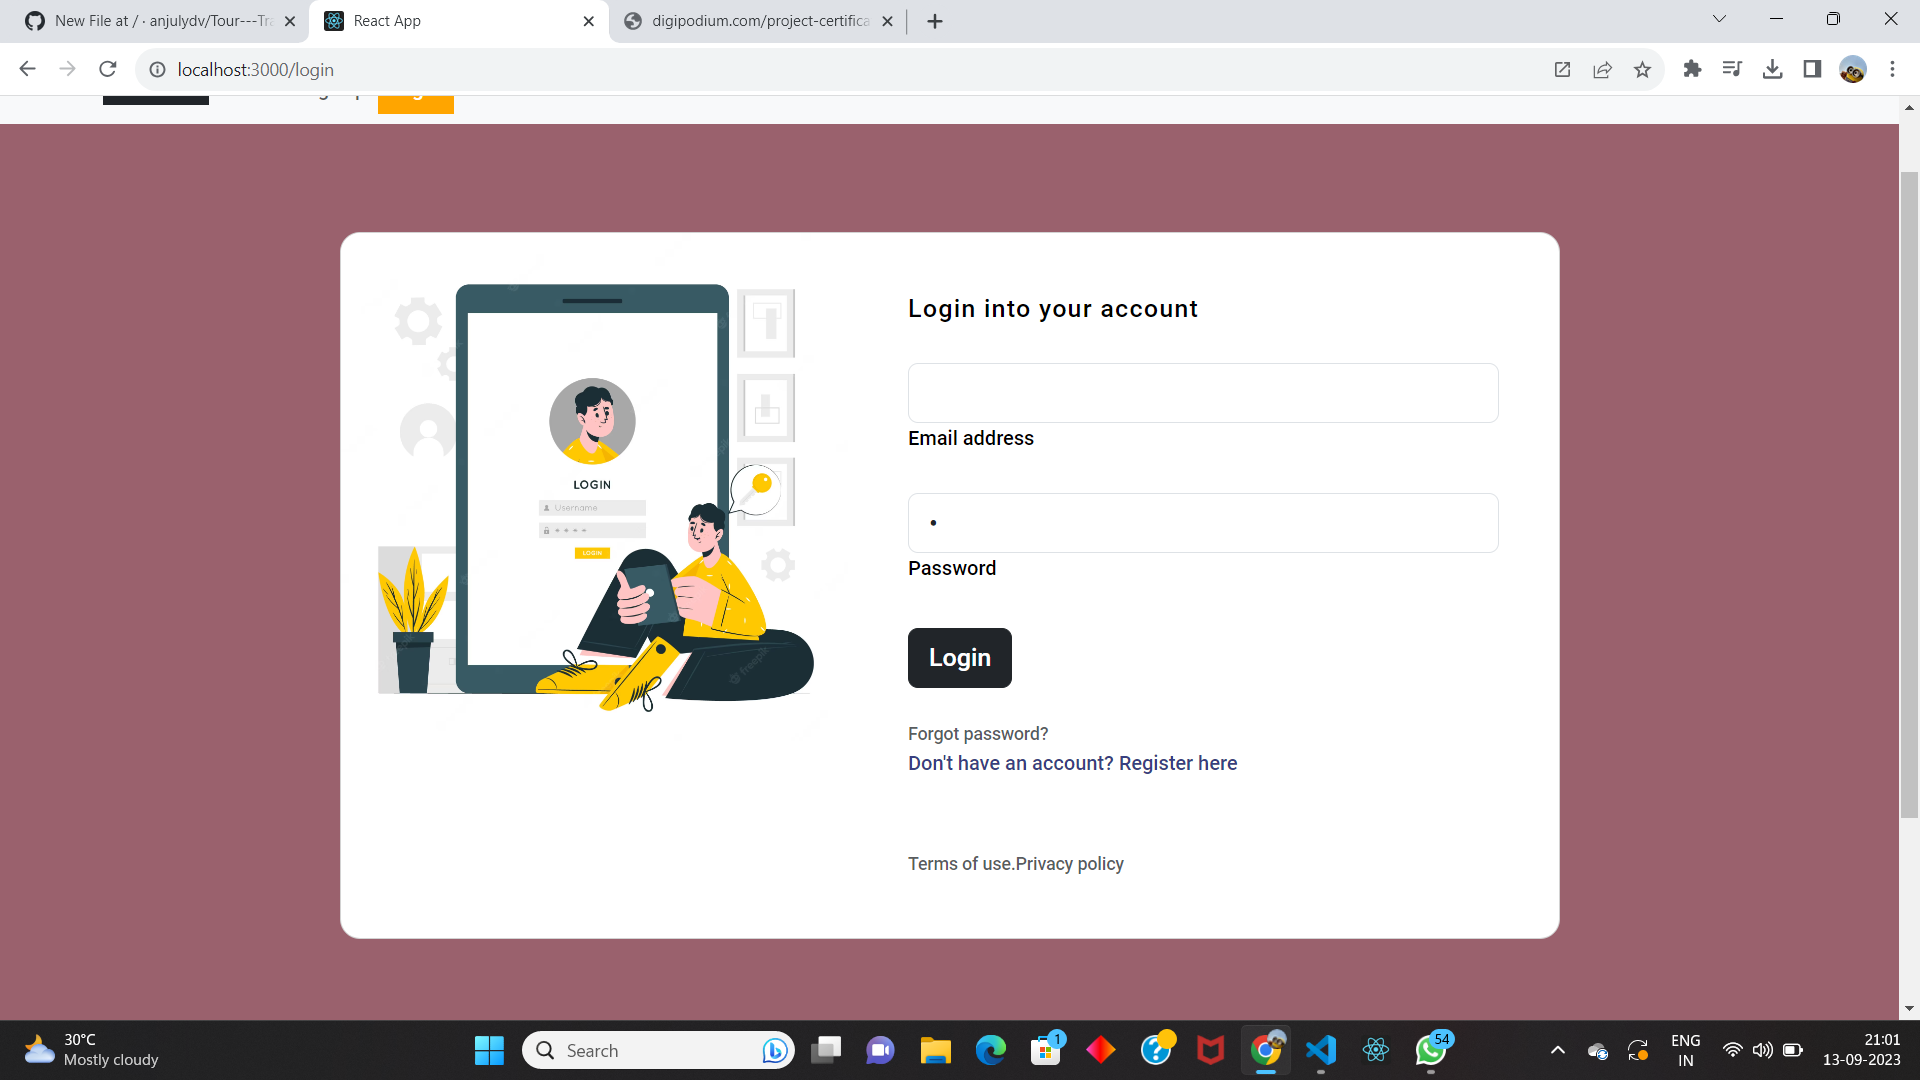 New File at / · anjulydv/Tour---Tra
React App
digipodium.com/project-certifica
localhost:3000/login
Login into your account
Email address
•
Password
Login
Forgot password?
Don't have an account? Register here
Terms of use.Privacy policy
LOGIN
Username
LOGIN
freepik
30°C
Mostly cloudy
Search
1
54
ENG
IN
21:01
13-09-2023